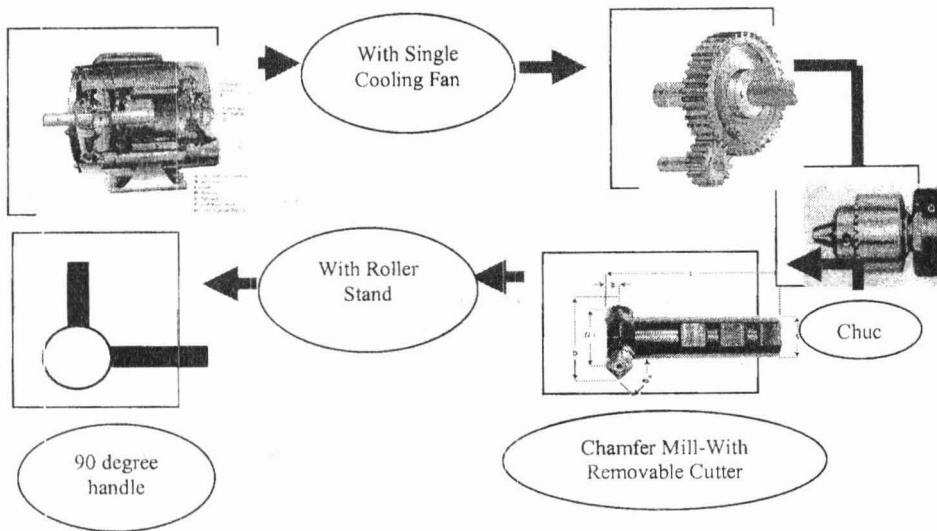 With Single
Cooling Fan
With Roller
Stand
Chuc
90 degree
handle
Chamfer Mill-With
Removable Cutter